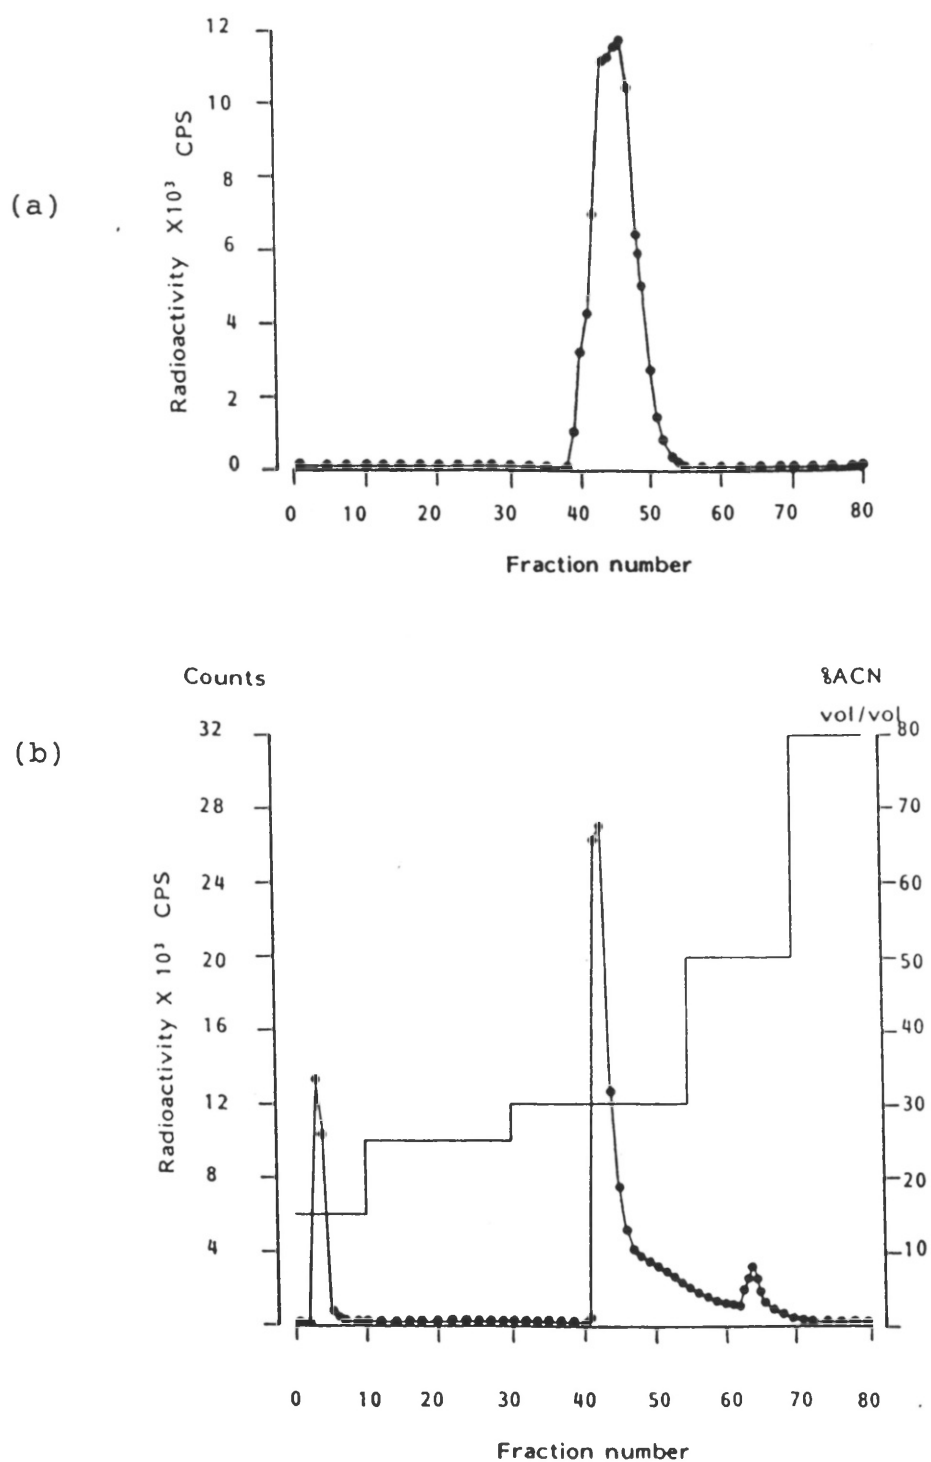 (a)
Radioactivity X10³ CPS
12
10
8
6
4
2
0
0 10 20 30 40 50 60 70 80
Fraction number
(b)
Counts
%ACN
vol/vol
Radioactivity X 10³ CPS
32
28
24
20
16
12
8
4
80
70
60
50
40
30
20
10
0 10 20 30 40 50 60 70 80
Fraction number